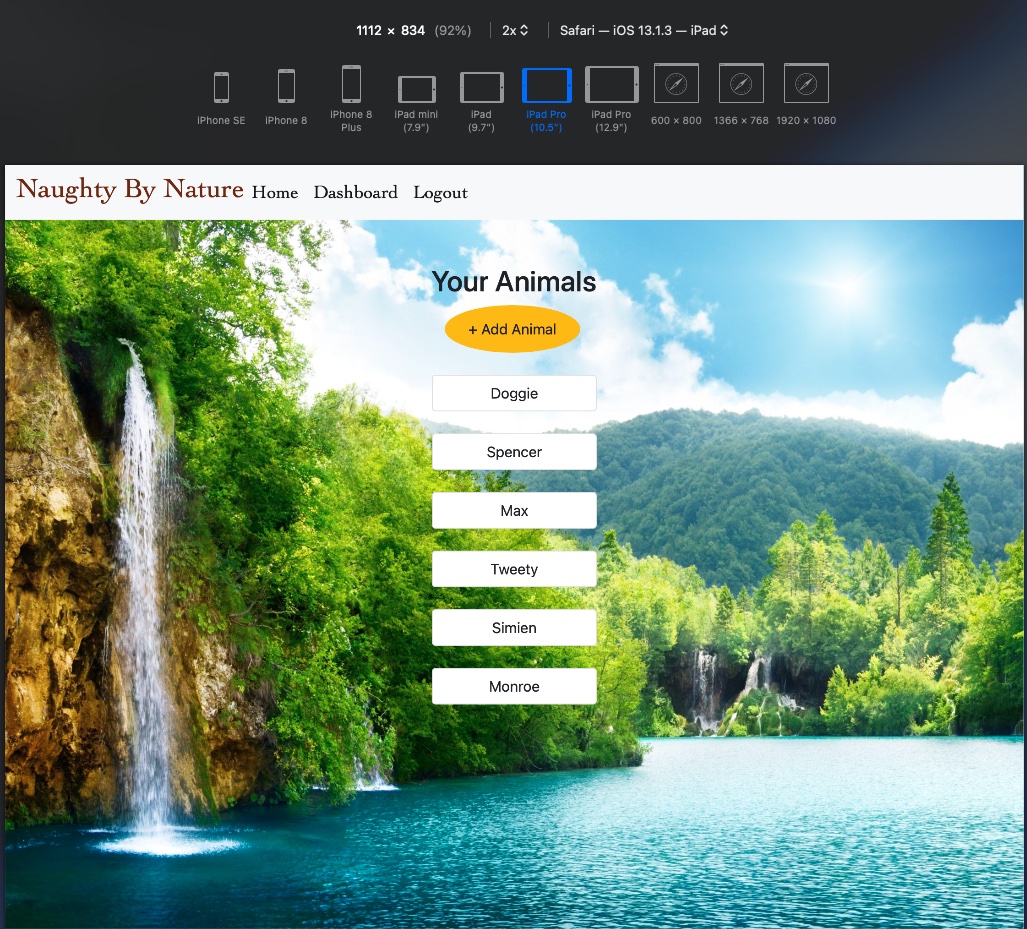 1112 × 834 (92%) 2x Safari — iOS 13.1.3 — iPad
iPhone SE
iPhone 8
iPhone 8
Plus
iPad mini
(7.9")
iPad
(9.7")
iPad Pro
(10.5")
iPad Pro
(12.9")
600 × 800
1366 × 768
1920 × 1080
Naughty By Nature Home Dashboard Logout
Your Animals
+ Add Animal
Doggie
Spencer
Max
Tweety
Simien
Monroe